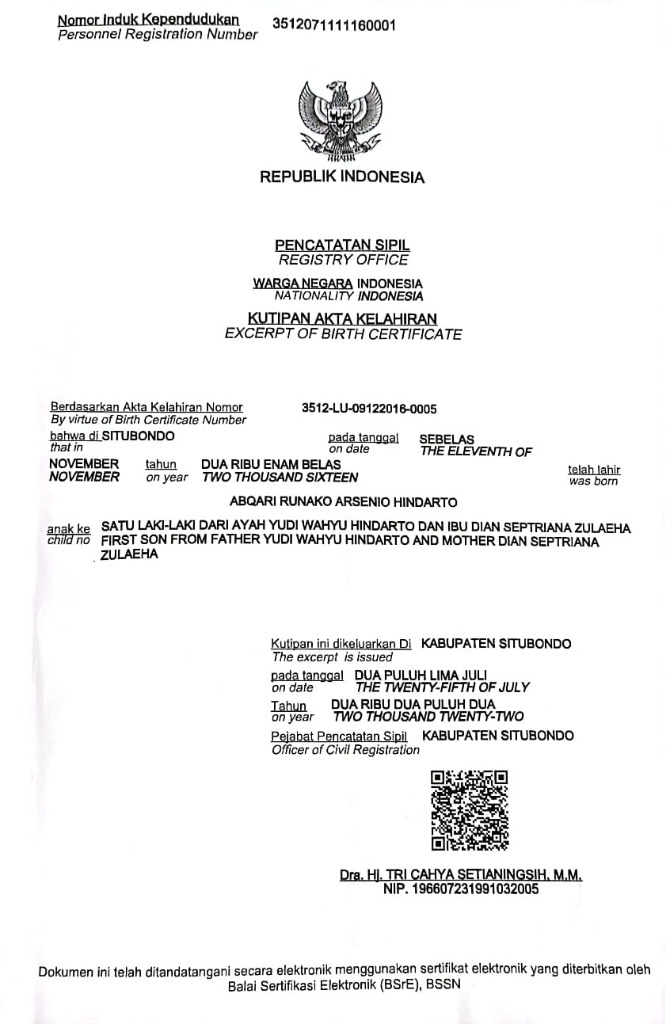 Nomor Induk Kependudukan 3512071111160001
Personnel Registration Number
REPUBLIK INDONESIA
PENCATATAN SIPIL
REGISTRY OFFICE
WARGA NEGARA INDONESIA
NATIONALITY INDONESIA
KUTIPAN AKTA KELAHIRAN
EXCERPT OF BIRTH CERTIFICATE
Berdasarkan Akta Kelahiran Nomor 3512-LU-09122016-0005
By virtue of Birth Certificate Number
bahwa di SITUBONDO pada tanggal SEBELAS
that in on date THE ELEVENTH OF
NOVEMBER tahun DUA RIBU ENAM BELAS telah lahir
NOVEMBER on year TWO THOUSAND SIXTEEN was born
ABQARI RUNAKO ARSENIO HINDARTO
anak ke SATU LAKI-LAKI DARI AYAH YUDI WAHYU HINDARTO DAN IBU DIAN SEPTRIANA ZULAEHA
child no FIRST SON FROM FATHER YUDI WAHYU HINDARTO AND MOTHER DIAN SEPTRIANA
ZULAEHA
Kutipan ini dikeluarkan Di KABUPATEN SITUBONDO
The excerpt is issued
pada tanggal DUA PULUH LIMA JULI
on date THE TWENTY-FIFTH OF JULY
Tahun DUA RIBU DUA PULUH DUA
on year TWO THOUSAND TWENTY-TWO
Pejabat Pencatatan Sipil KABUPATEN SITUBONDO
Officer of Civil Registration
Dra. Hj. TRI CAHYA SETIANINGSIH, M.M.
NIP. 196607231991032005
Dokumen ini telah ditandatangani secara elektronik menggunakan sertifikat elektronik yang diterbitkan oleh
Balai Sertifikasi Elektronik (BSrE), BSSN